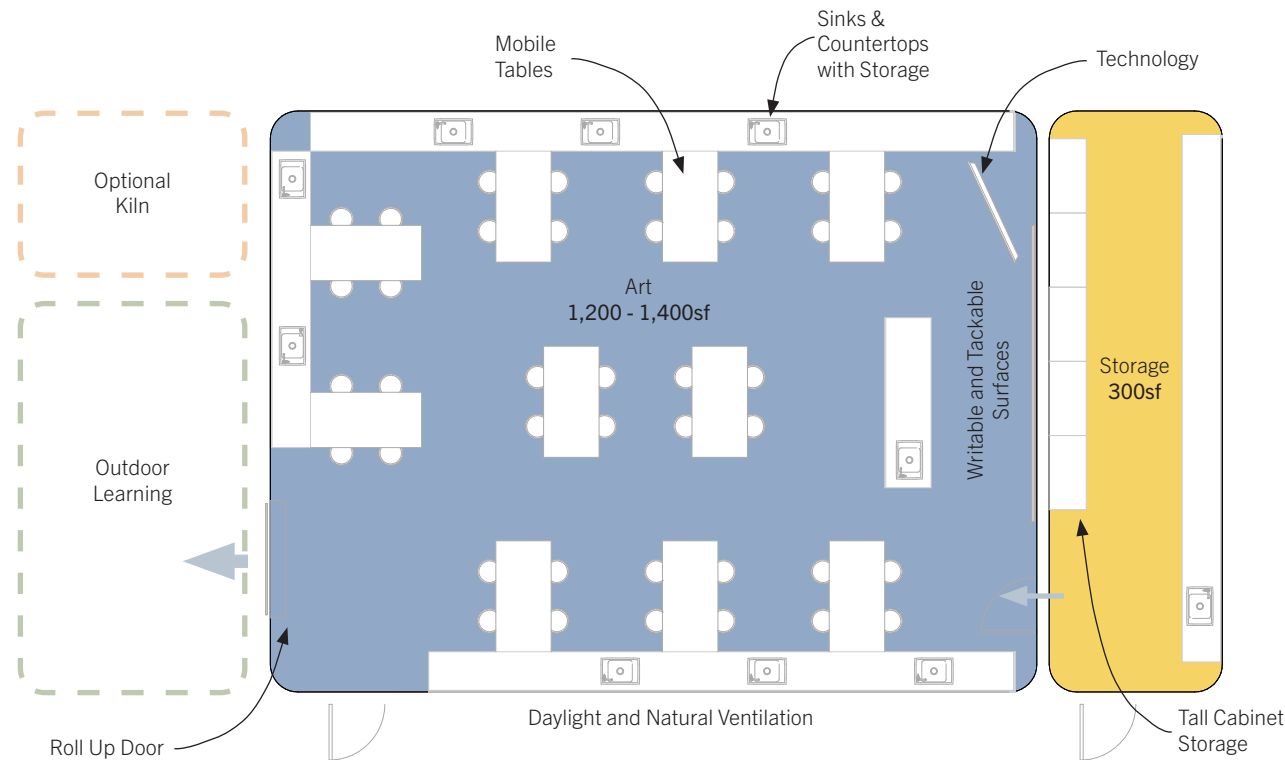 Sinks &
Countertops
with Storage
Mobile
Tables
Technology
Optional
Kiln
Art
1,200 - 1,400sf
Writable and Tackable
Surfaces
Storage
300sf
Outdoor
Learning
Daylight and Natural Ventilation
Roll Up Door
Tall Cabinet
Storage